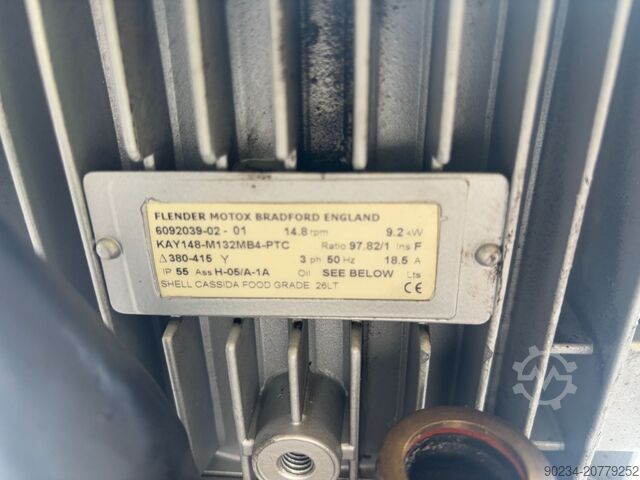 FLENDER MOTOX BRADFORD ENGLAND
6092039-02 - 01 14.8 rpm 9.2 kW
KAY148-M132MB4-PTC Ratio 97.82/1 Ins F
Δ380-415 Y 3 ph 50 Hz 18.5 A
IP 55 Ass H-05/A-1A Oil SEE BELOW Lts
SHELL CASSIDA FOOD GRADE 26LT CE
90234-20779252